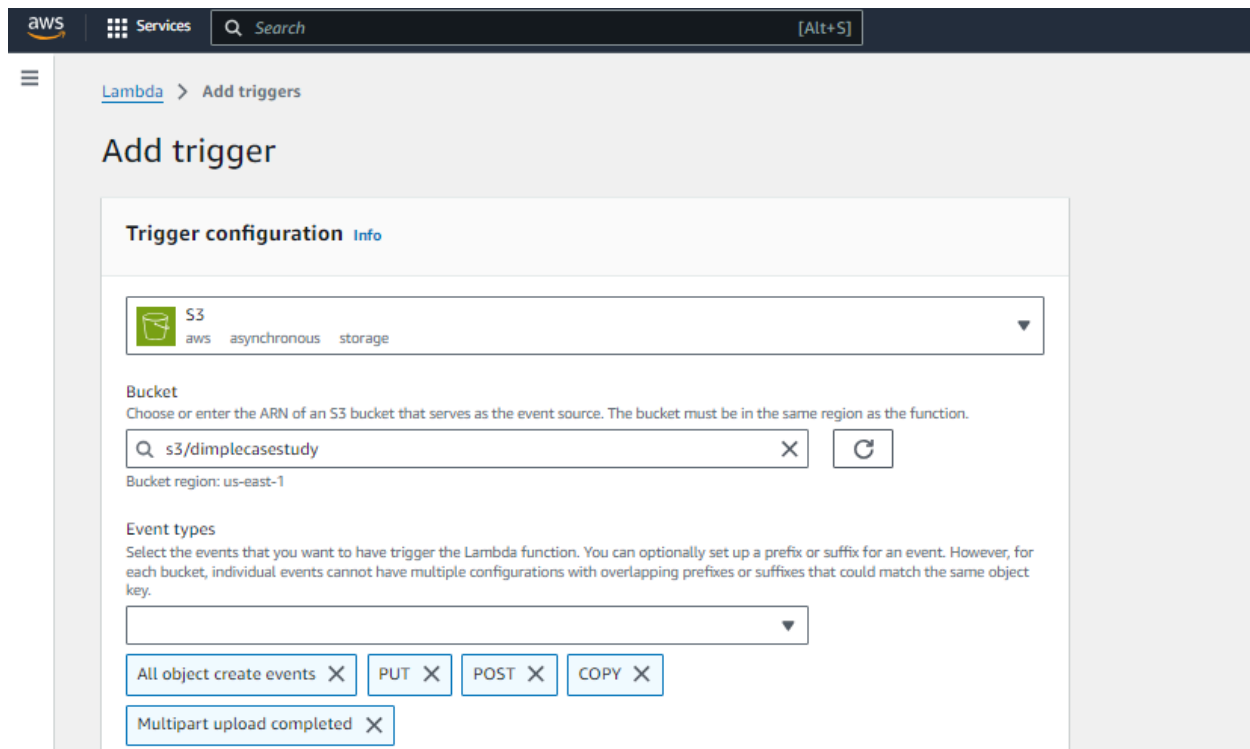 aws Services Search [Alt+S]
Lambda > Add triggers
Add trigger
Trigger configuration Info
S3
aws asynchronous storage
Bucket
Choose or enter the ARN of an S3 bucket that serves as the event source. The bucket must be in the same region as the function.
s3/dimplecasestudy
Bucket region: us-east-1
Event types
Select the events that you want to have trigger the Lambda function. You can optionally set up a prefix or suffix for an event. However, for
each bucket, individual events cannot have multiple configurations with overlapping prefixes or suffixes that could match the same object
key.
All object create events PUT POST COPY
Multipart upload completed